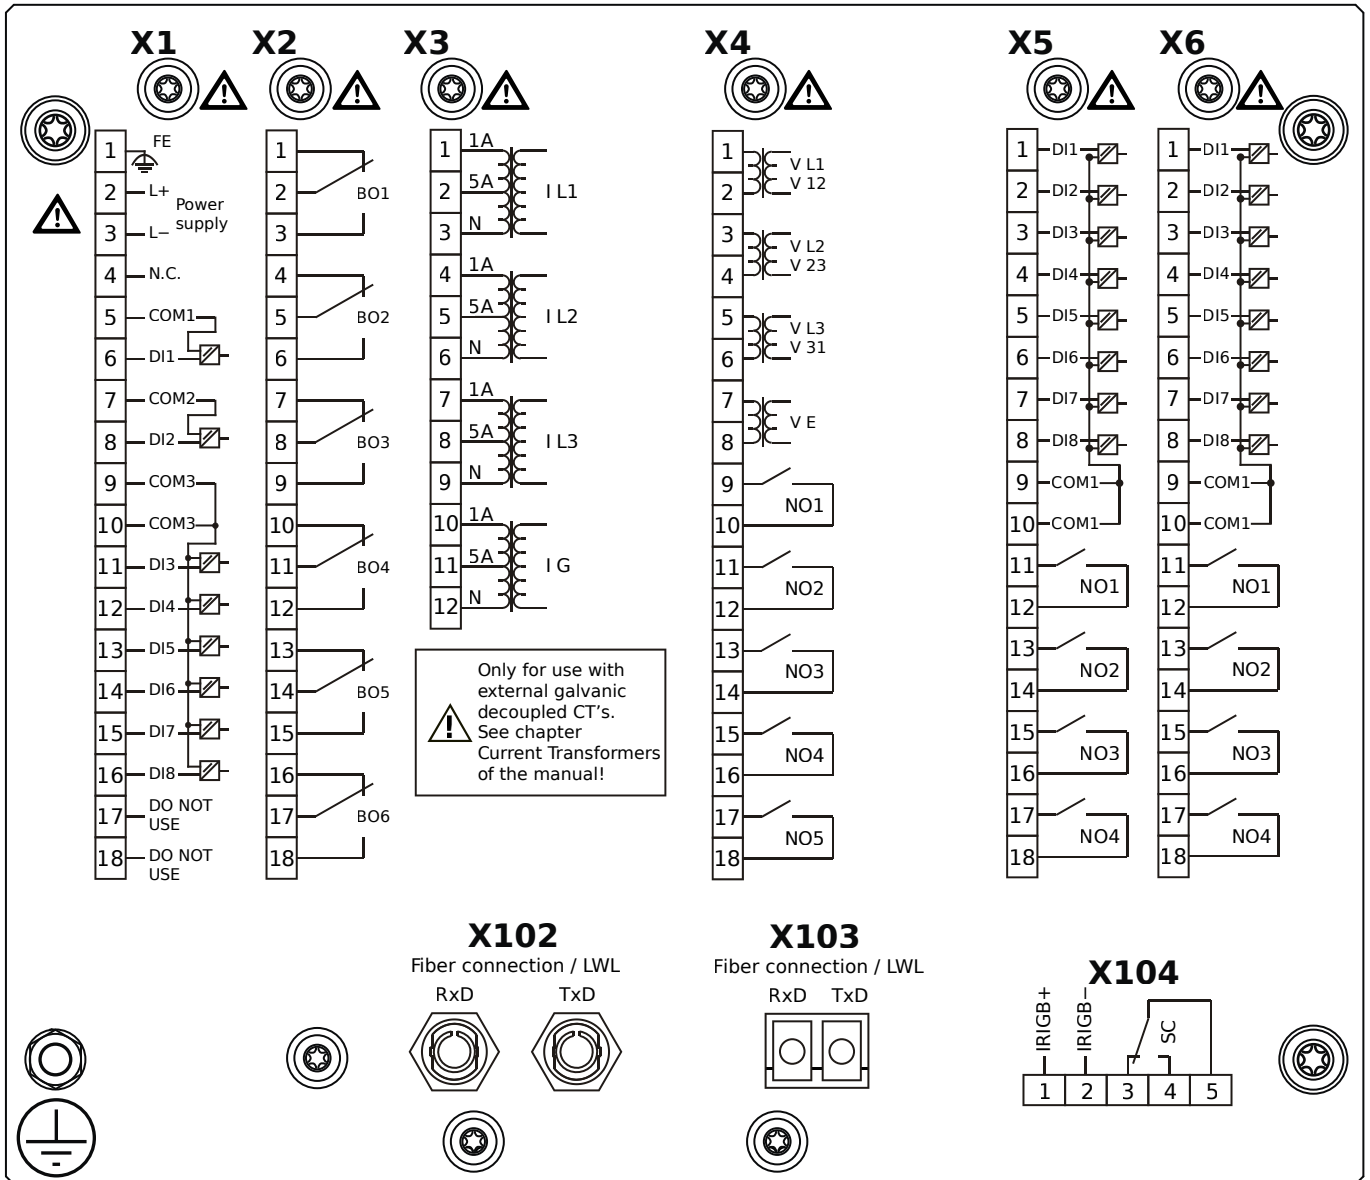 X1
X2
X3
X4
X5
X6
1 FE
2 L+
Power
supply
3 L−
4 N.C.
5 COM1
6 DI1
7 COM2
8 DI2
9 COM3
10 COM3
11 DI3
12 DI4
13 DI5
14 DI6
15 DI7
16 DI8
17 DO NOT
USE
18 DO NOT
USE
1
2 BO1
3
4
5 BO2
6
7
8 BO3
9
10
11 BO4
12
13
14 BO5
15
16
17 BO6
18
1 1A
2 5A I L1
3 N
4 1A
5 5A I L2
6 N
7 1A
8 5A I L3
9 N
10 1A
11 5A I G
12 N
Only for use with
external galvanic
decoupled CT's.
See chapter
Current Transformers
of the manual!
1 V L1
2 V 12
3 V L2
4 V 23
5 V L3
6 V 31
7 V E
8
9
NO1
10
11
NO2
12
13
NO3
14
15
NO4
16
17
NO5
18
1 DI1
2 DI2
3 DI3
4 DI4
5 DI5
6 DI6
7 DI7
8 DI8
9 COM1
10 COM1
11
NO1
12
13
NO2
14
15
NO3
16
17
NO4
18
1 DI1
2 DI2
3 DI3
4 DI4
5 DI5
6 DI6
7 DI7
8 DI8
9 COM1
10 COM1
11
NO1
12
13
NO2
14
15
NO3
16
17
NO4
18
X102
Fiber connection / LWL
RxD TxD
X103
Fiber connection / LWL
RxD TxD
X104
IRIGB+
IRIGB−
SC
1 2 3 4 5